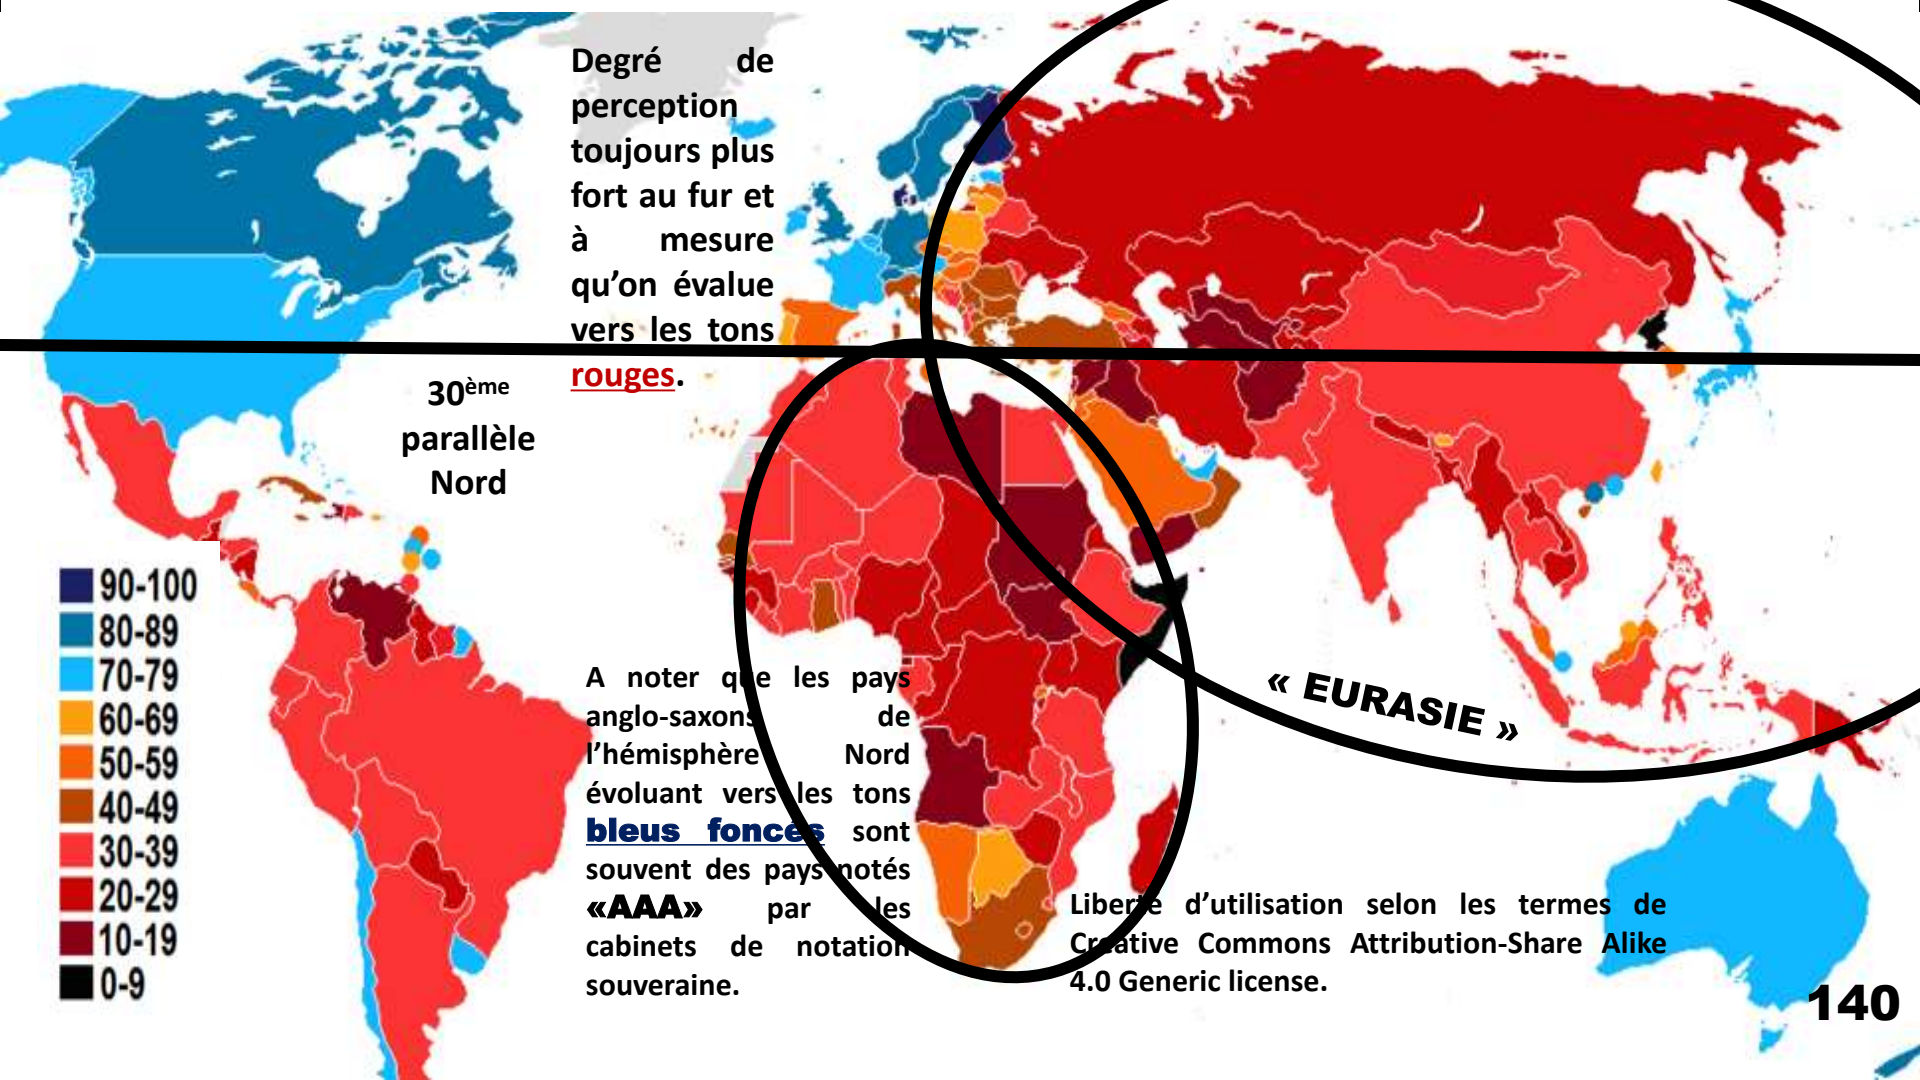 Degré de
perception
toujours plus
fort au fur et
à mesure
qu’on évalue
vers les tons
rouges.
30ème
parallèle
Nord
90-100
80-89
70-79
60-69
50-59
40-49
30-39
20-29
10-19
0-9
A noter que les pays
anglo-saxons de
l’hémisphère Nord
évoluant vers les tons
bleus foncés sont
souvent des pays notés
«AAA» par les
cabinets de notation
souveraine.
« EURASIE »
Liberté d’utilisation selon les termes de
Creative Commons Attribution-Share Alike
4.0 Generic license.
140